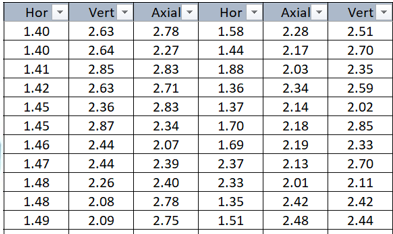 Hor Vert Axial Hor Axial Vert
1.40 2.63 2.78 1.58 2.28 2.51
1.40 2.64 2.27 1.44 2.17 2.70
1.41 2.85 2.83 1.88 2.03 2.35
1.42 2.63 2.71 1.36 2.34 2.59
1.45 2.36 2.83 1.37 2.14 2.02
1.45 2.87 2.34 1.70 2.18 2.85
1.46 2.44 2.07 1.69 2.19 2.33
1.47 2.44 2.39 2.37 2.13 2.70
1.48 2.26 2.40 2.33 2.01 2.11
1.48 2.08 2.78 1.35 2.42 2.42
1.49 2.09 2.75 1.51 2.48 2.44